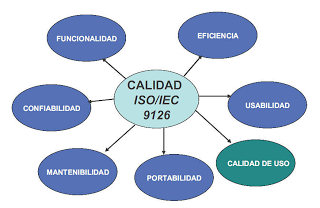 FUNCIONALIDAD
EFICIENCIA
CALIDAD
ISO/IEC
9126
CONFIABILIDAD
USABILIDAD
MANTENIBILIDAD
PORTABILIDAD
CALIDAD DE USO